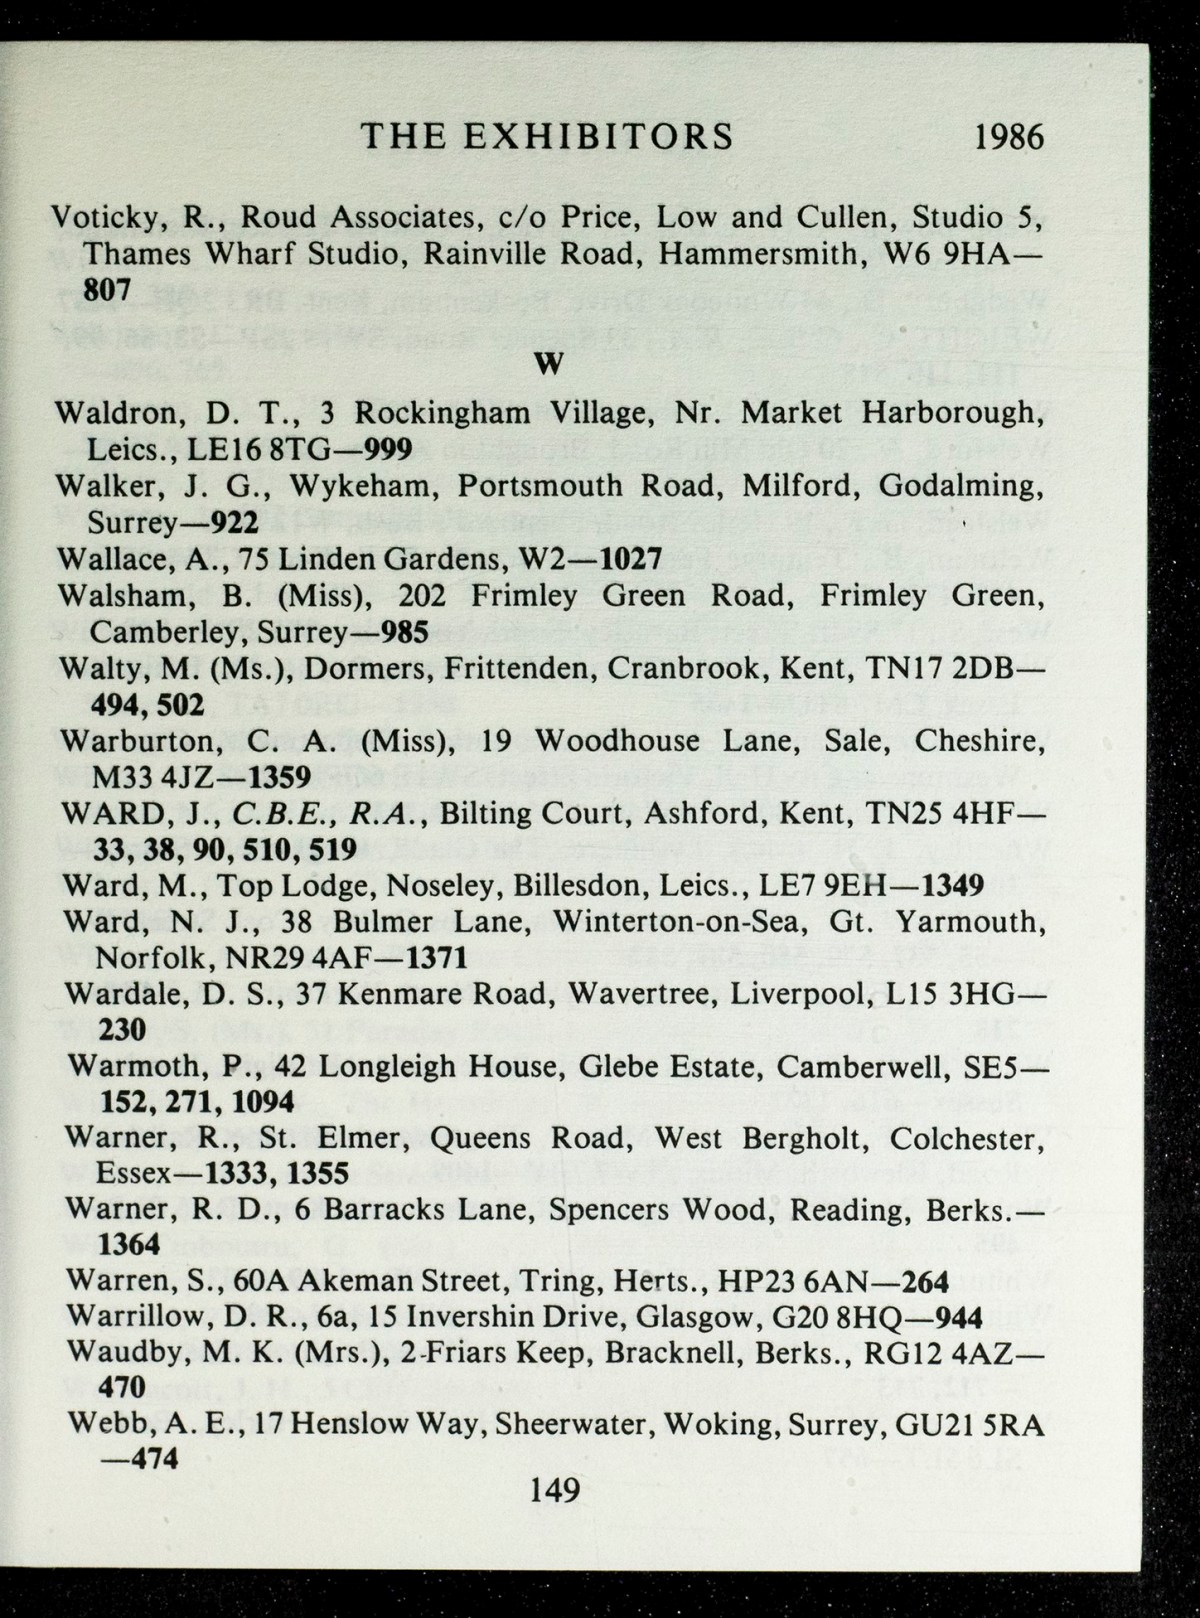 THE EXHIBITORS 1986
Voticky, R., Roud Associates, c/o Price, Low and Cullen, Studio 5,
Thames Wharf Studio, Rainville Road, Hammersmith, W6 9HA—
807
W
Waldron, D. T., 3 Rockingham Village, Nr. Market Harborough,
Leics., LE16 8TG—999
Walker, J. G., Wykeham, Portsmouth Road, Milford, Godalming,
Surrey—922
Wallace, A., 75 Linden Gardens, W2—1027
Walsham, B. (Miss), 202 Frimley Green Road, Frimley Green,
Camberley, Surrey—985
Walty, M. (Ms.), Dormers, Frittenden, Cranbrook, Kent, TN17 2DB—
494, 502
Warburton, C. A. (Miss), 19 Woodhouse Lane, Sale, Cheshire,
M33 4JZ—1359
WARD, J., C.B.E., R.A., Bilting Court, Ashford, Kent, TN25 4HF—
33, 38, 90, 510, 519
Ward, M., Top Lodge, Noseley, Billesdon, Leics., LE7 9EH—1349
Ward, N. J., 38 Bulmer Lane, Winterton-on-Sea, Gt. Yarmouth,
Norfolk, NR29 4AF—1371
Wardale, D. S., 37 Kenmare Road, Wavertree, Liverpool, L15 3HG—
230
Warmoth, P., 42 Longleigh House, Glebe Estate, Camberwell, SE5—
152, 271, 1094
Warner, R., St. Elmer, Queens Road, West Bergholt, Colchester,
Essex—1333, 1355
Warner, R. D., 6 Barracks Lane, Spencers Wood, Reading, Berks.—
1364
Warren, S., 60A Akeman Street, Tring, Herts., HP23 6AN—264
Warrillow, D. R., 6a, 15 Invershin Drive, Glasgow, G20 8HQ—944
Waudby, M. K. (Mrs.), 2-Friars Keep, Bracknell, Berks., RG12 4AZ—
470
Webb, A. E., 17 Henslow Way, Sheerwater, Woking, Surrey, GU21 5RA
—474
149